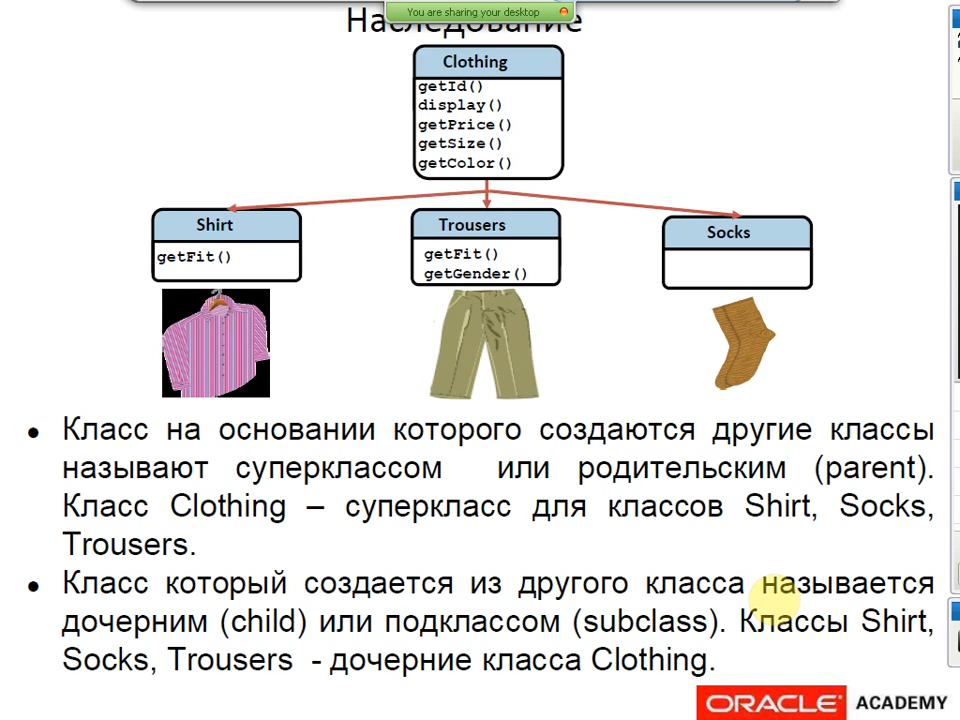 You are sharing your desktop
Наследование
Clothing
getId()
display()
getPrice()
getSize()
getColor()
Shirt
getFit()
Trousers
getFit()
getGender()
Socks
• Класс на основании которого создаются другие классы
называют суперклассом или родительским (parent).
Класс Clothing – суперкласс для классов Shirt, Socks,
Trousers.
• Класс который создается из другого класса называется
дочерним (child) или подклассом (subclass). Классы Shirt,
Socks, Trousers - дочерние класса Clothing.
ORACLE ACADEMY